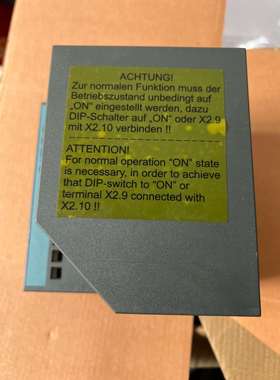 ACHTUNG!
Zur normalen Funktion muss der
Betriebszustand unbedingt auf
„ON" eingestellt werden, dazu
DIP-Schalter auf „ON" oder X2.9
mit X2.10 verbinden !!
ATTENTION!
For normal operation "ON" state
is necessary, in order to achieve
that DIP-switch to "ON" or
terminal X2.9 connected with
X2.10 !!